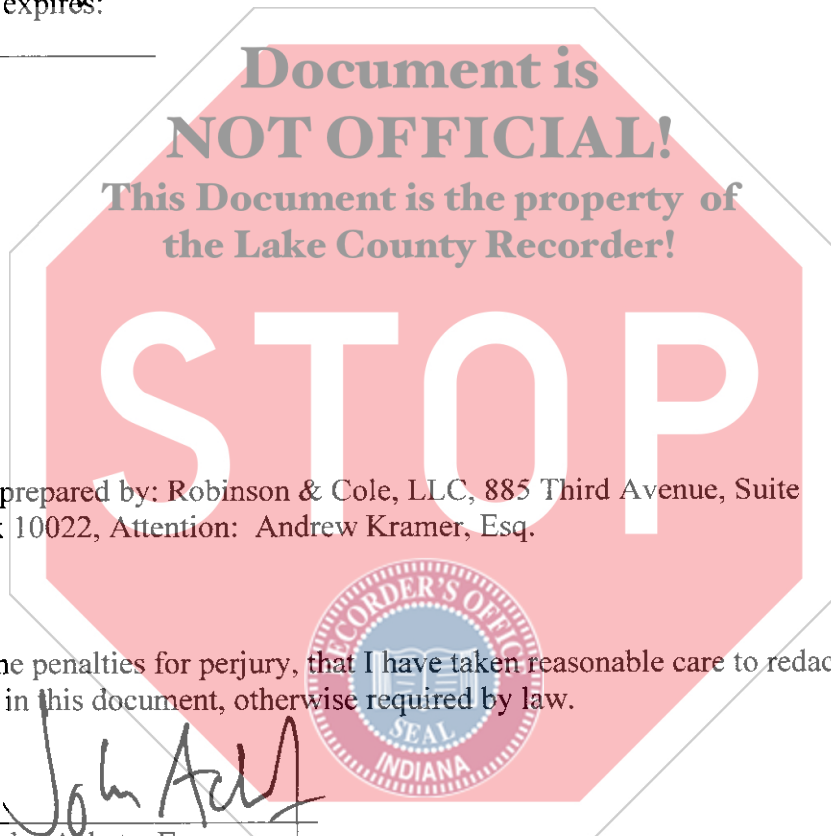 expires:
Document is
NOT OFFICIAL!
This Document is the property of
the Lake County Recorder!
STOP
prepared by: Robinson & Cole, LLC, 885 Third Avenue, Suite
10022, Attention: Andrew Kramer, Esq.
RECORDER'S OFFICE
penalties for perjury, that I have taken reasonable care to redac
in this document, otherwise required by law.
SEAL
INDIANA
John